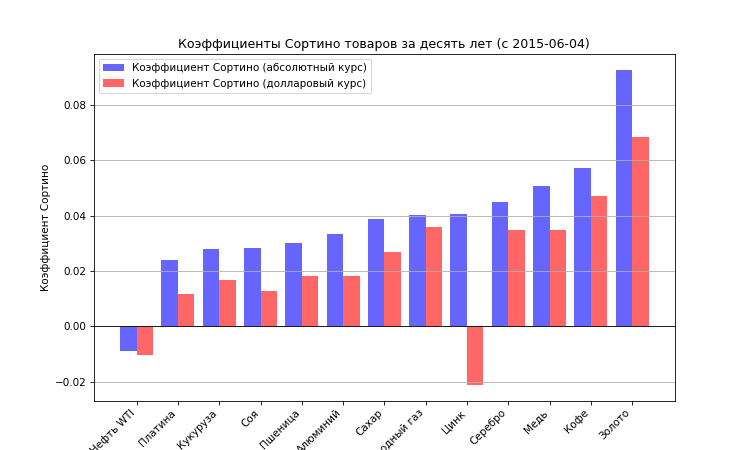 Коэффициенты Сортино товаров за десять лет (с 2015-06-04)
Коэффициент Сортино (абсолютный курс)
Коэффициент Сортино (долларовый курс)
Коэффициент Сортино
0.08
0.06
0.04
0.02
0.00
−0.02
Нефть WTI
Платина
Кукуруза
Соя
Пшеница
Алюминий
Сахар
одный газ
Цинк
Серебро
Медь
Кофе
Золото